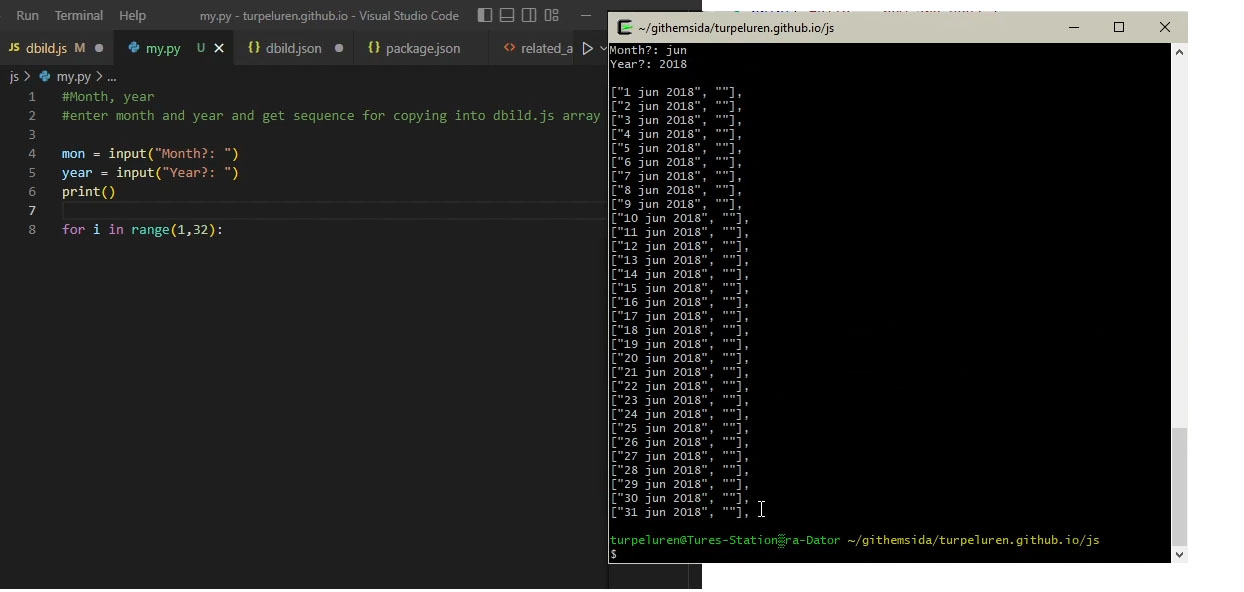 Run Terminal Help my.py - turpeluren.github.io - Visual Studio Code
JS dbild.js M my.py U dbild.json package.json related_a
js > my.py > ...
1 #Month, year
2 #enter month and year and get sequence for copying into dbild.js array
3
4 mon = input("Month?: ")
5 year = input("Year?: ")
6 print()
7
8 for i in range(1,32):
~/githemsida/turpeluren.github.io/js
Month?: jun
Year?: 2018
["1 jun 2018", ""],
["2 jun 2018", ""],
["3 jun 2018", ""],
["4 jun 2018", ""],
["5 jun 2018", ""],
["6 jun 2018", ""],
["7 jun 2018", ""],
["8 jun 2018", ""],
["9 jun 2018", ""],
["10 jun 2018", ""],
["11 jun 2018", ""],
["12 jun 2018", ""],
["13 jun 2018", ""],
["14 jun 2018", ""],
["15 jun 2018", ""],
["16 jun 2018", ""],
["17 jun 2018", ""],
["18 jun 2018", ""],
["19 jun 2018", ""],
["20 jun 2018", ""],
["21 jun 2018", ""],
["22 jun 2018", ""],
["23 jun 2018", ""],
["24 jun 2018", ""],
["25 jun 2018", ""],
["26 jun 2018", ""],
["27 jun 2018", ""],
["28 jun 2018", ""],
["29 jun 2018", ""],
["30 jun 2018", ""],
["31 jun 2018", ""],
turpeluren@Tures-Station▒ra-Dator ~/githemsida/turpeluren.github.io/js
$